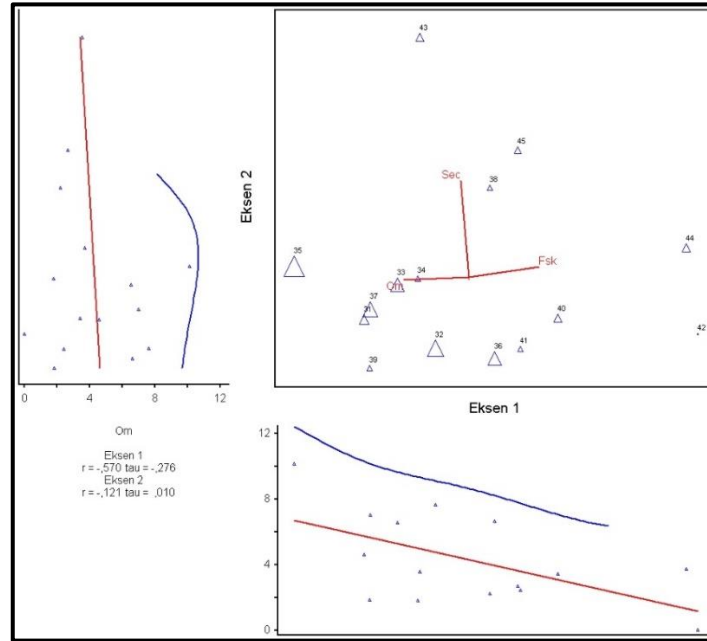 43
45
Sec
38
Eksen 2
44
35
Fsk
33
34
Om
37
31
40
42
32
41
36
39
0
4
8
12
Eksen 1
Om
Eksen 1
r = -,570 tau = -,276
Eksen 2
r = -,121 tau = ,010
12
8
4
0